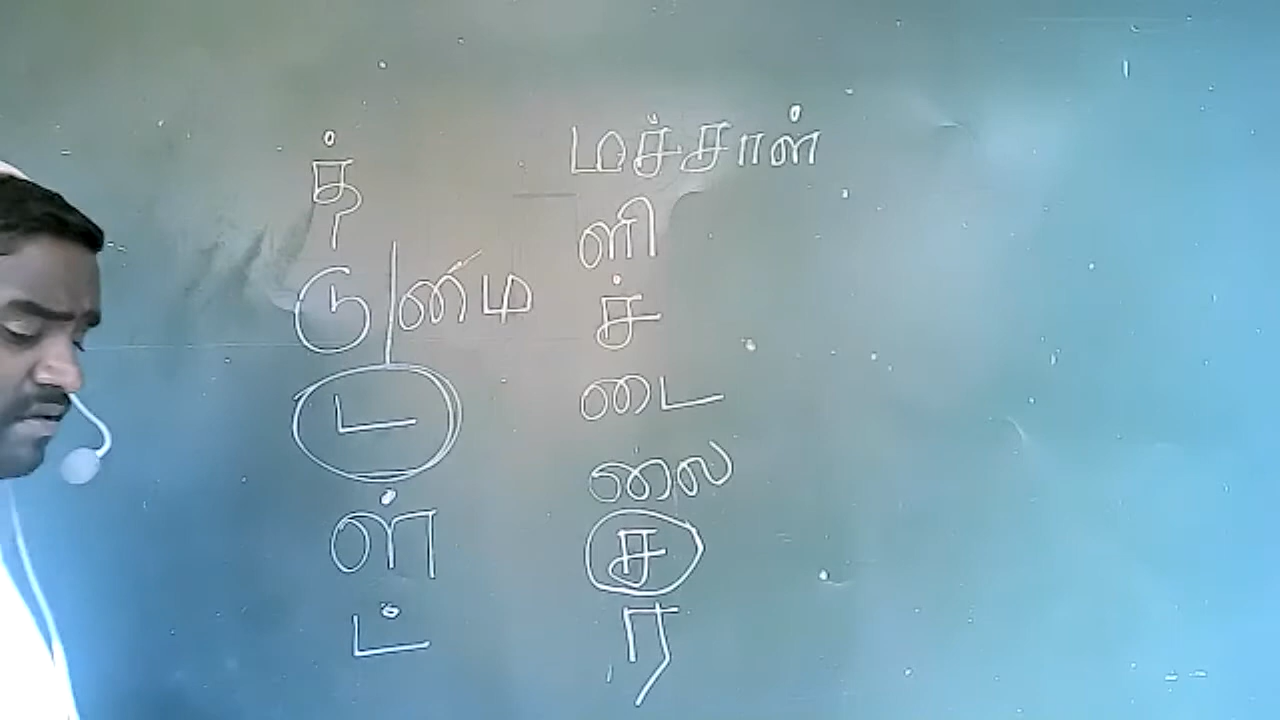 த்
டு
மை
ட
ள்
ட்
மச்சாள்
ளி
ச்
டை
லை
ச
ர